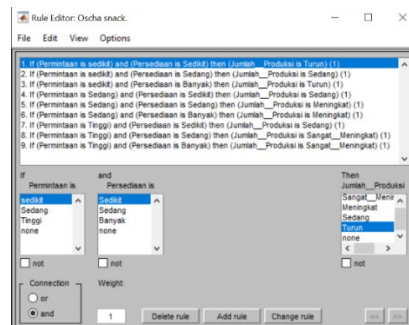 Rule Editor: Oscha snack.
File Edit View Options
1. If (Permintaan is sedikit) and (Persediaan is Sedikit) then (Jumlah__Produksi is Turun) (1)
2. If (Permintaan is sedikit) and (Persediaan is Sedang) then (Jumlah__Produksi is Sedang) (1)
3. If (Permintaan is sedikit) and (Persediaan is Banyak) then (Jumlah__Produksi is Turun) (1)
4. If (Permintaan is Sedang) and (Persediaan is Sedikit) then (Jumlah__Produksi is Sedang) (1)
5. If (Permintaan is Sedang) and (Persediaan is Sedang) then (Jumlah__Produksi is Meningkat) (1)
6. If (Permintaan is Sedang) and (Persediaan is Banyak) then (Jumlah__Produksi is Meningkat) (1)
7. If (Permintaan is Tinggi) and (Persediaan is Sedikit) then (Jumlah__Produksi is Sedang) (1)
8. If (Permintaan is Tinggi) and (Persediaan is Sedang) then (Jumlah__Produksi is Sangat__Meningkat) (1)
9. If (Permintaan is Tinggi) and (Persediaan is Banyak) then (Jumlah__Produksi is Sangat__Meningkat) (1)
If and Then
Permintaan is Persediaan is Jumlah__Produksi
sedikit Sedikit Sangat__Menin
Sedang Sedang Meningkat
Tinggi Banyak Sedang
none none Turun
none
not not not
Connection Weight:
or
and 1 Delete rule Add rule Change rule << >>